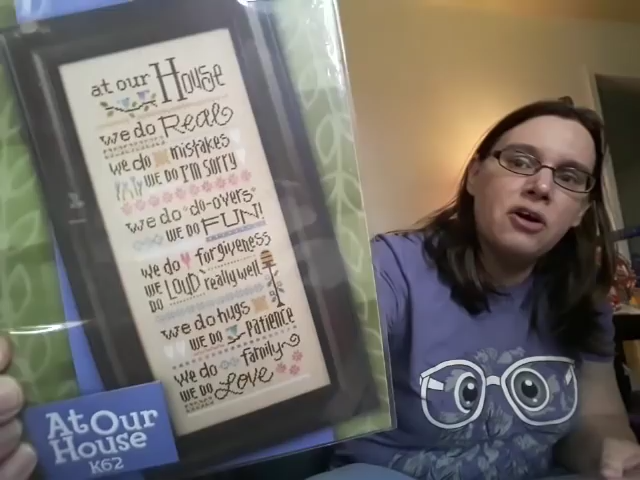 at our House
we do Real
we do mistakes
we do I'm sorry
we do do-overs
we do FUN!
we do forgiveness
we do LOUD really well
we do hugs
we do Patience
we do family
we do Love
At Our
House
K62